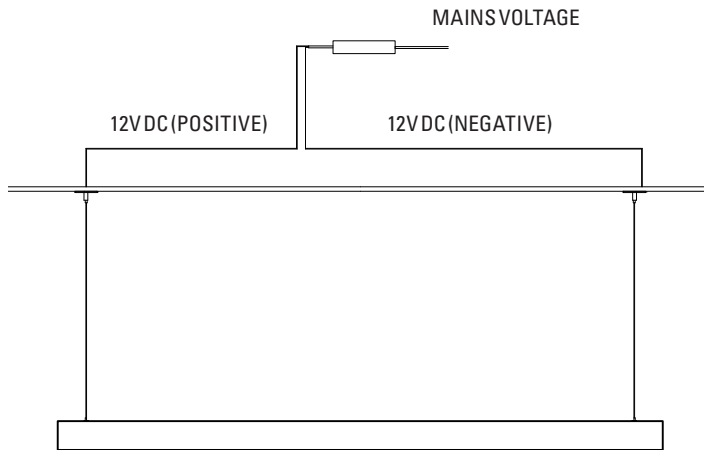 MAINS VOLTAGE
12V DC (POSITIVE)
12V DC (NEGATIVE)